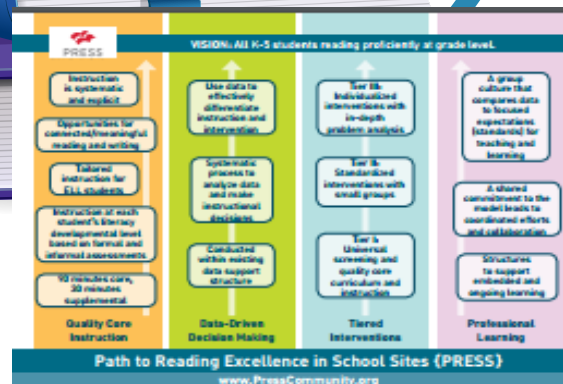 PRESS
VISION: All K-5 students reading proficiently at grade level.
Instruction
is systematic
and explicit
Opportunities for
connected/meaningful
reading and writing
Tailored
instruction for
ELL students
Instruction at each
student's literacy
developmental level
based on formal and
informal assessments
90 minutes core,
30 minutes
supplemental
Quality Core
Instruction
Use data to
effectively
differentiate
instruction and
intervention
Systematic
process to
analyze data
and make
instructional
decisions
Conducted
within existing
data support
structure
Data-Driven
Decision Making
Tier III:
Individualized
interventions with
in-depth
problem analysis
Tier II:
Standardized
interventions with
small groups
Tier I:
Universal
screening and
quality core
curriculum and
instruction
Tiered
Interventions
A group
culture that
compares data
to focused
expectations
(standards) for
teaching and
learning
A shared
commitment to the
model leads to
coordinated efforts
and collaboration
Structures
to support
embedded and
ongoing learning
Professional
Learning
Path to Reading Excellence in School Sites {PRESS}
www.PressCommunity.org